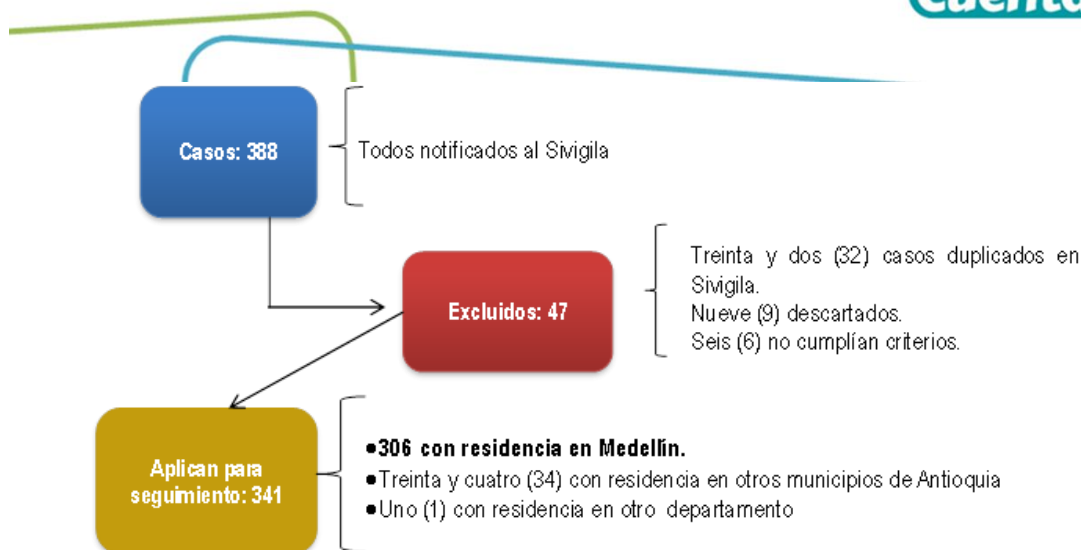 Cuenta
Casos: 388
Todos notificados al Sivigila
Excluidos: 47
Treinta y dos (32) casos duplicados en
Sivigila.
Nueve (9) descartados.
Seis (6) no cumplían criterios.
Aplican para
seguimiento: 341
●306 con residencia en Medellín.
●Treinta y cuatro (34) con residencia en otros municipios de Antioquia
●Uno (1) con residencia en otro departamento